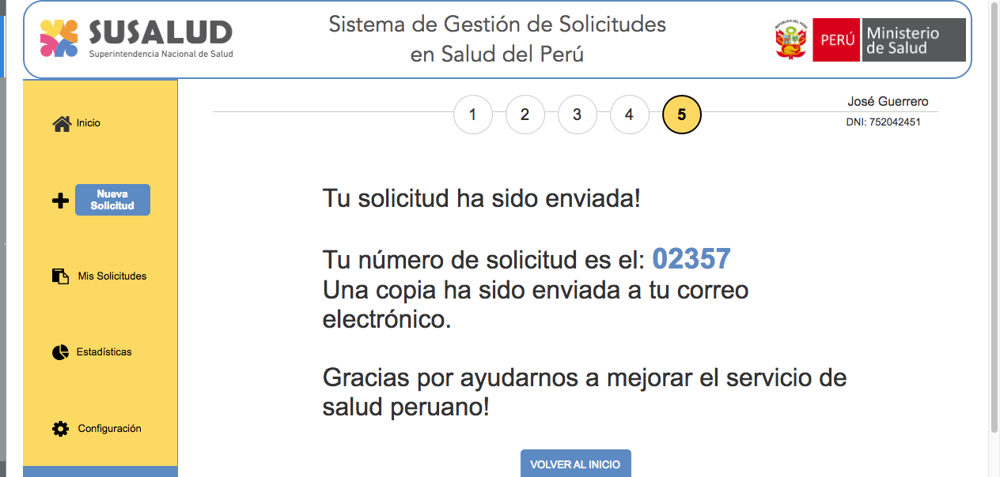 SUSALUD
Superintendencia Nacional de Salud
Sistema de Gestión de Solicitudes
en Salud del Perú
REPÚBLICA DEL PERÚ
PERÚ
Ministerio
de Salud
Inicio
Nueva
Solicitud
Mis Solicitudes
Estadísticas
Configuración
1
2
3
4
5
José Guerrero
DNI: 752042451
Tu solicitud ha sido enviada!
Tu número de solicitud es el: 02357
Una copia ha sido enviada a tu correo
electrónico.
Gracias por ayudarnos a mejorar el servicio de
salud peruano!
VOLVER AL INICIO